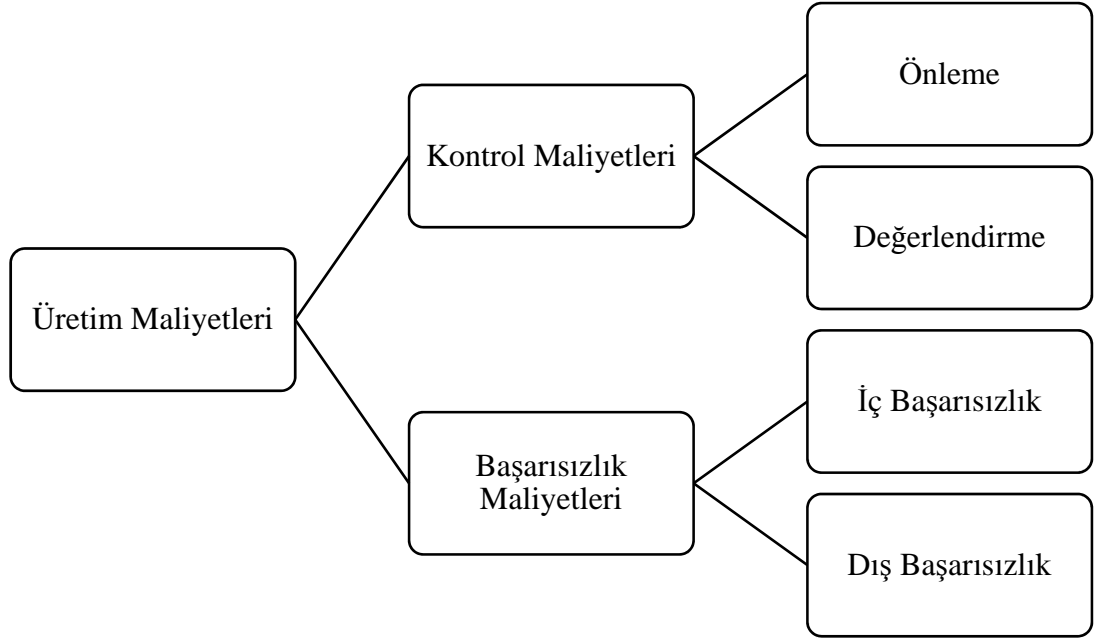 Üretim Maliyetleri
Kontrol Maliyetleri
Önleme
Değerlendirme
Başarısızlık
Maliyetleri
İç Başarısızlık
Dış Başarısızlık